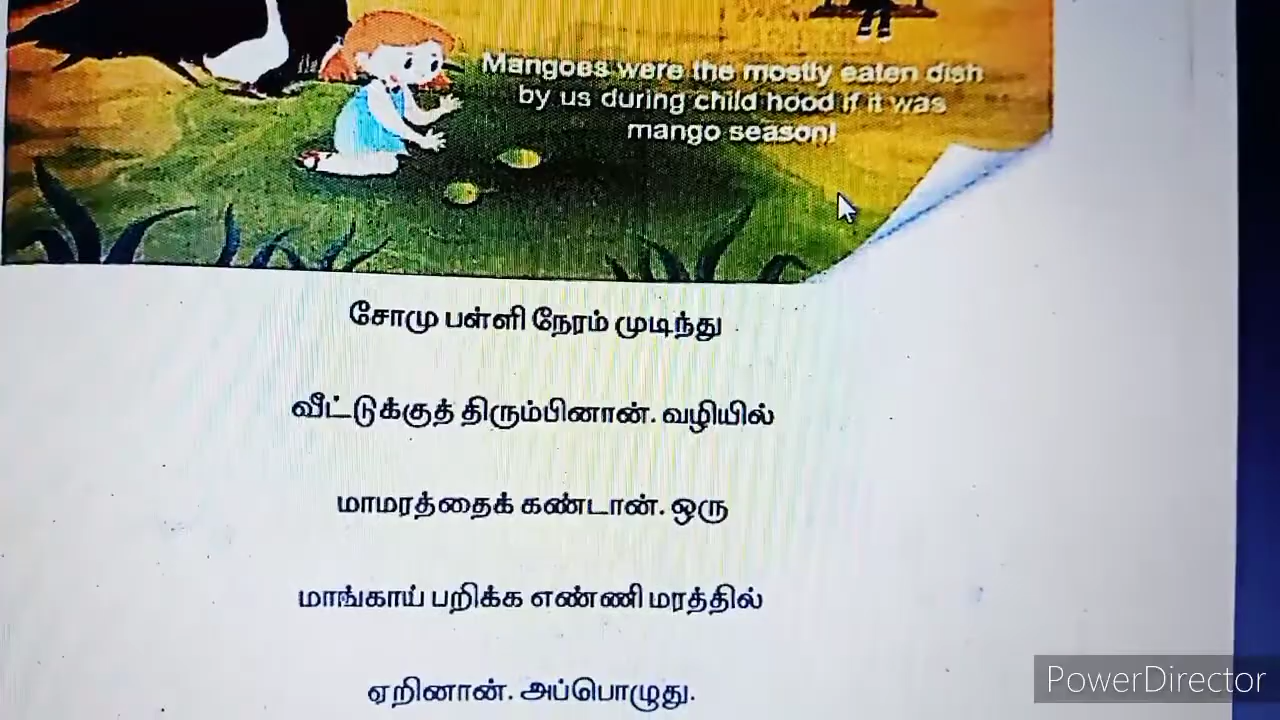 Mangoes were the mostly eaten dish
by us during child hood if it was
mango season!
சோமு பள்ளி நேரம் முடிந்து
வீட்டுக்குத் திரும்பினான். வழியில்
மாமரத்தைக் கண்டான். ஒரு
மாங்காய் பறிக்க எண்ணி மரத்தில்
ஏறினான். அப்பொழுது.
PowerDirector